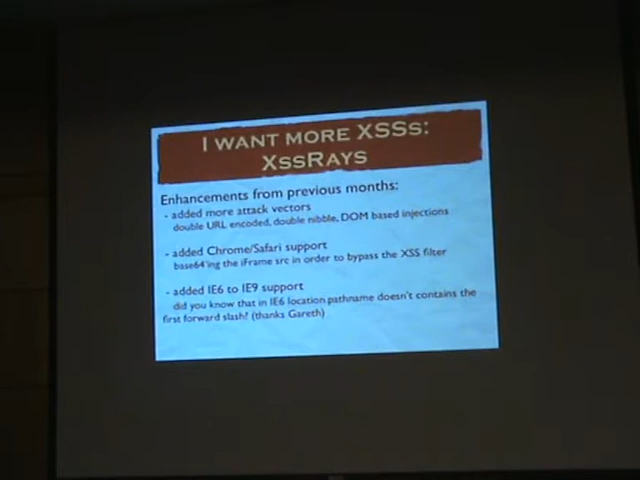 I WANT MORE XSSs:
XSSRAYS
Enhancements from previous months:
- added more attack vectors
double URL encoded, double nibble, DOM based injections
- added Chrome/Safari support
base64'ing the iFrame src in order to bypass the XSS filter
- added IE6 to IE9 support
did you know that in IE6 location pathname doesn't contains the
first forward slash? (thanks Gareth)